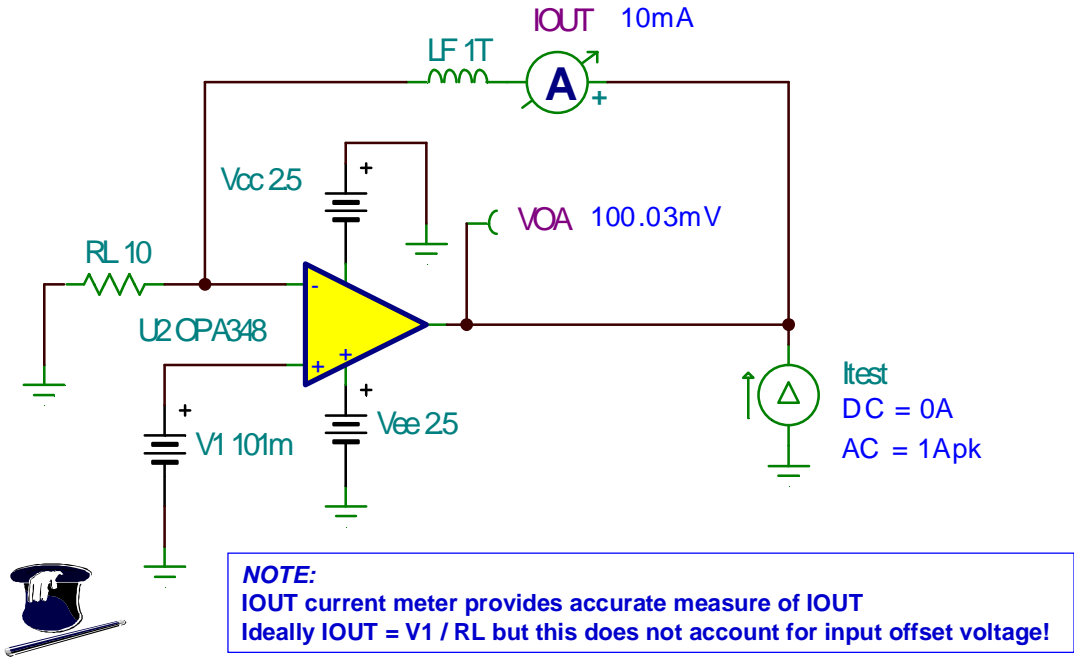 IOUT 10mA
LF 1T
A
+
+
Vcc 2.5
VOA 100.03mV
RL 10
-
U2 OPA348
+
+
Itest
DC = 0A
AC = 1Apk
+
+
Vee 2.5
V1 101m
NOTE:
IOUT current meter provides accurate measure of IOUT
Ideally IOUT = V1 / RL but this does not account for input offset voltage!